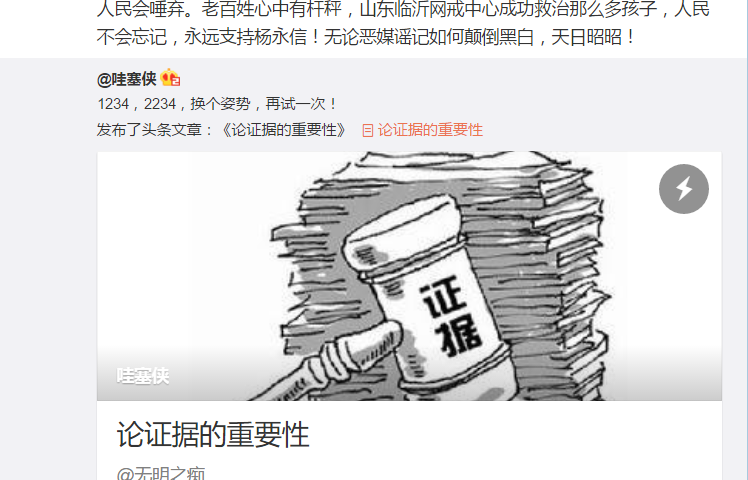 人民会唾弃。老百姓心中有杆秤，山东临沂网戒中心成功救治那么多孩子，人民
不会忘记，永远支持杨永信！无论恶媒谣记如何颠倒黑白，天日昭昭！
@哇塞侠
1234，2234，换个姿势，再试一次！
发布了头条文章：《论证据的重要性》 论证据的重要性
证
据
哇塞侠
论证据的重要性
@无明之痴